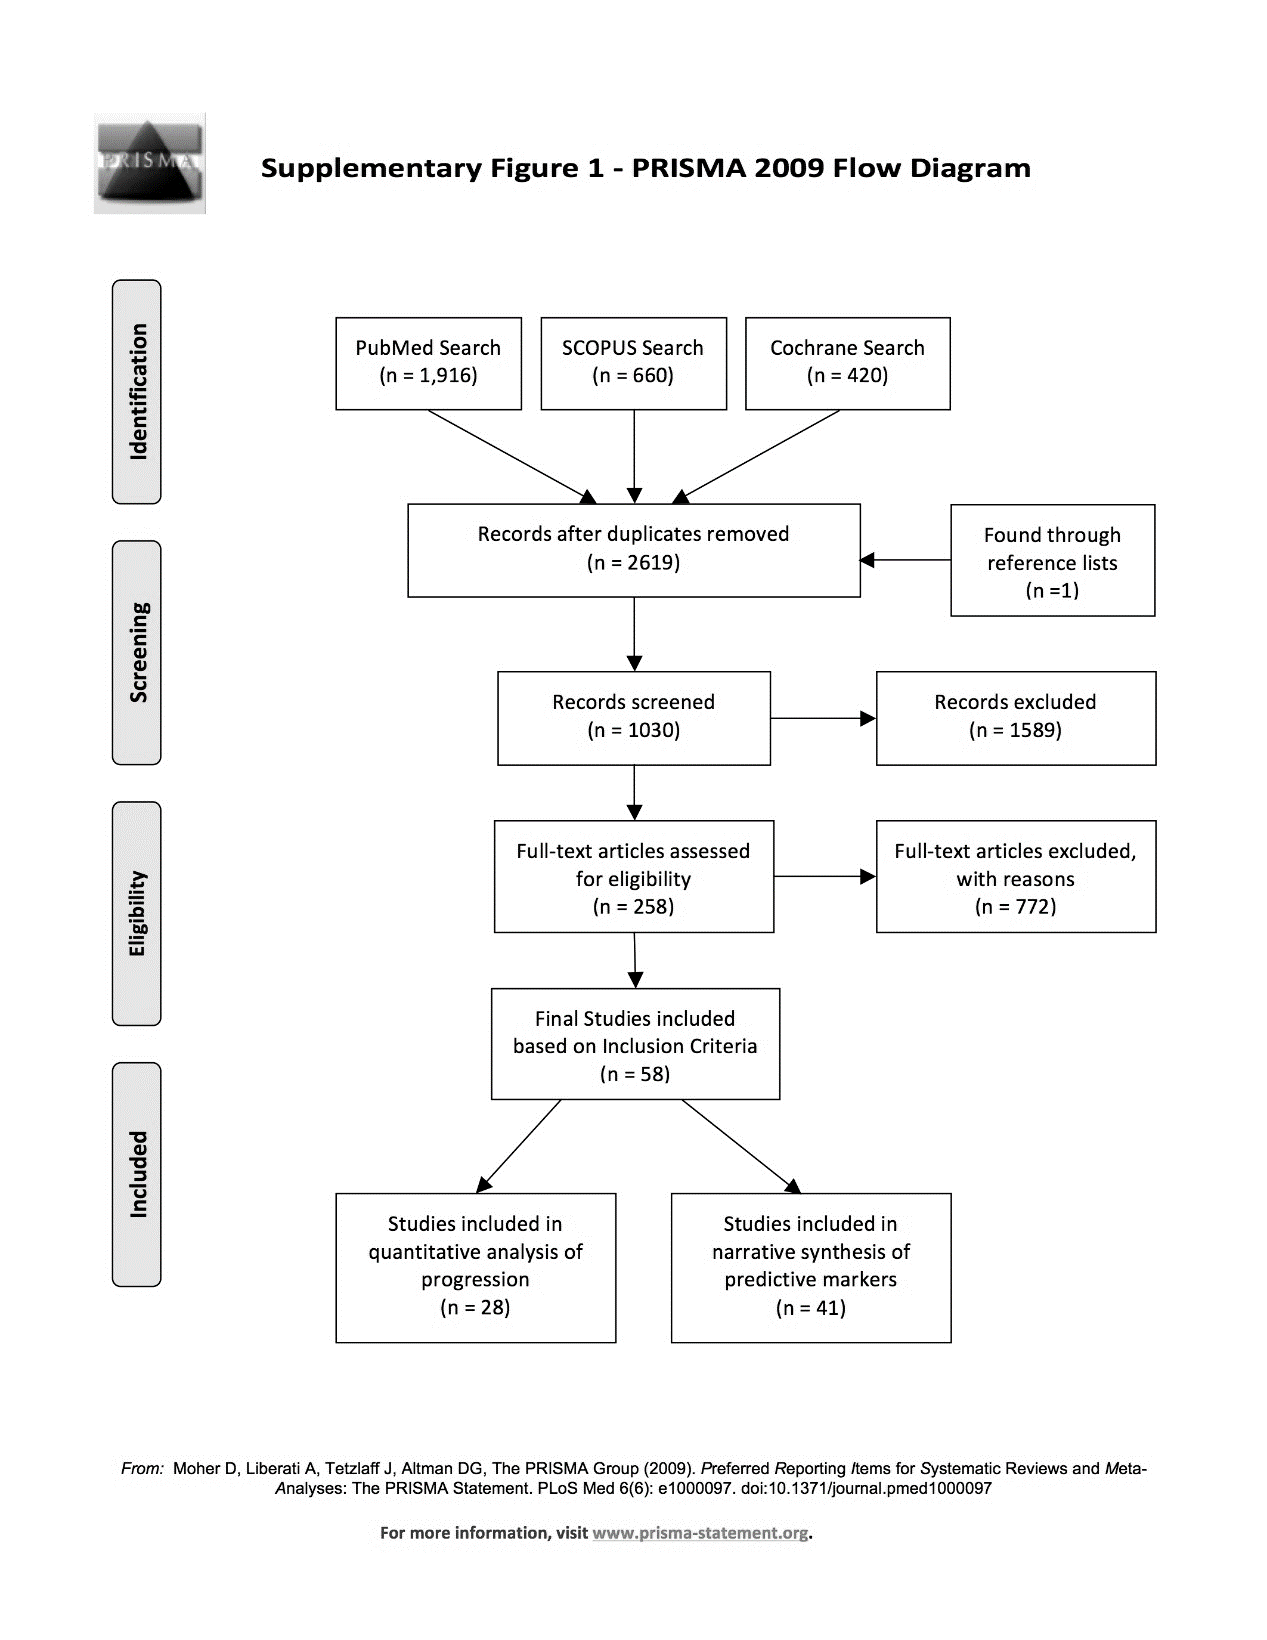 PRISMA
Supplementary Figure 1 - PRISMA 2009 Flow Diagram
Identification
PubMed Search
(n = 1,916)
SCOPUS Search
(n = 660)
Cochrane Search
(n = 420)
Records after duplicates removed
(n = 2619)
Found through
reference lists
(n =1)
Screening
Records screened
(n = 1030)
Records excluded
(n = 1589)
Eligibility
Full-text articles assessed
for eligibility
(n = 258)
Full-text articles excluded,
with reasons
(n = 772)
Final Studies included
based on Inclusion Criteria
(n = 58)
Included
Studies included in
quantitative analysis of
progression
(n = 28)
Studies included in
narrative synthesis of
predictive markers
(n = 41)
From: Moher D, Liberati A, Tetzlaff J, Altman DG, The PRISMA Group (2009). Preferred Reporting Items for Systematic Reviews and Meta-
Analyses: The PRISMA Statement. PLoS Med 6(6): e1000097. doi:10.1371/journal.pmed1000097
For more information, visit www.prisma-statement.org.